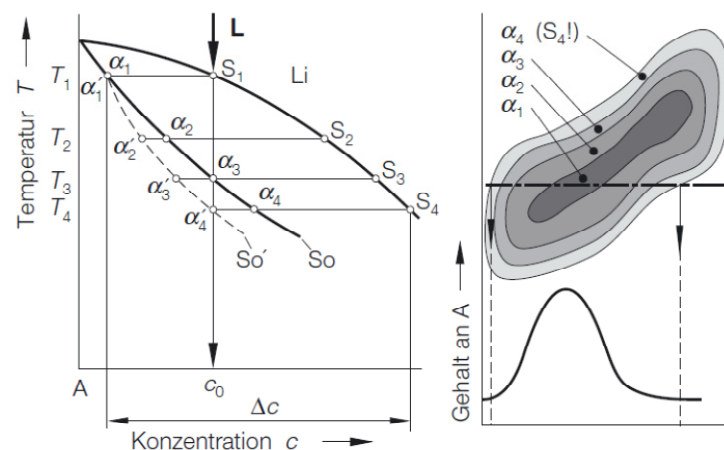 Temperatur T
T₁
T₂
T₃
T₄
L
α₁
α₁′
S₁
Li
α₂
α₂′
S₂
α₃
α₃′
S₃
α₄
α₄′
S₄
So′
So
A
c₀
Δc
Konzentration c
α₄ (S₄!)
α₃
α₂
α₁
Gehalt an A